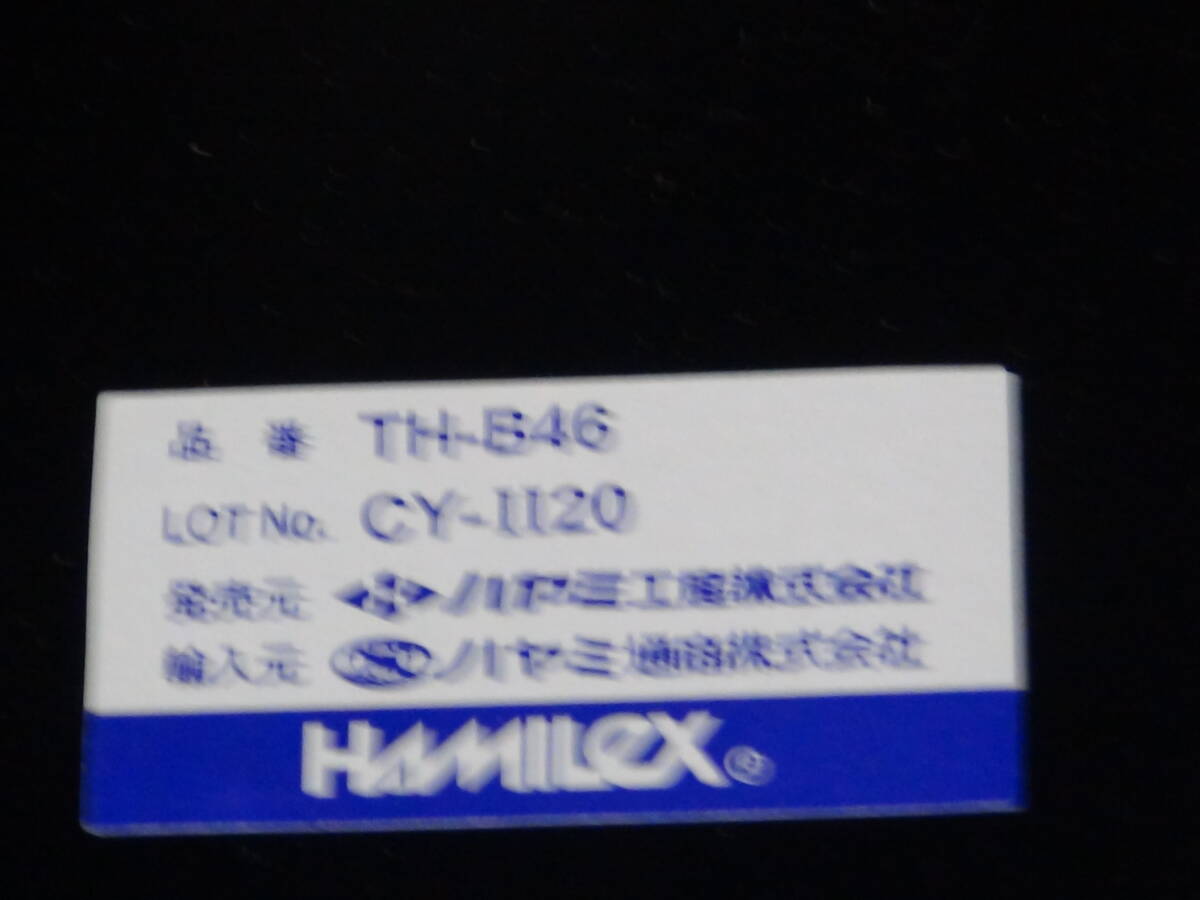 品番 TH-B46
LOT No. CY-1120
発売元 ハヤミ工産株式会社
輸入元 ハヤミ通商株式会社
HAMILeX®